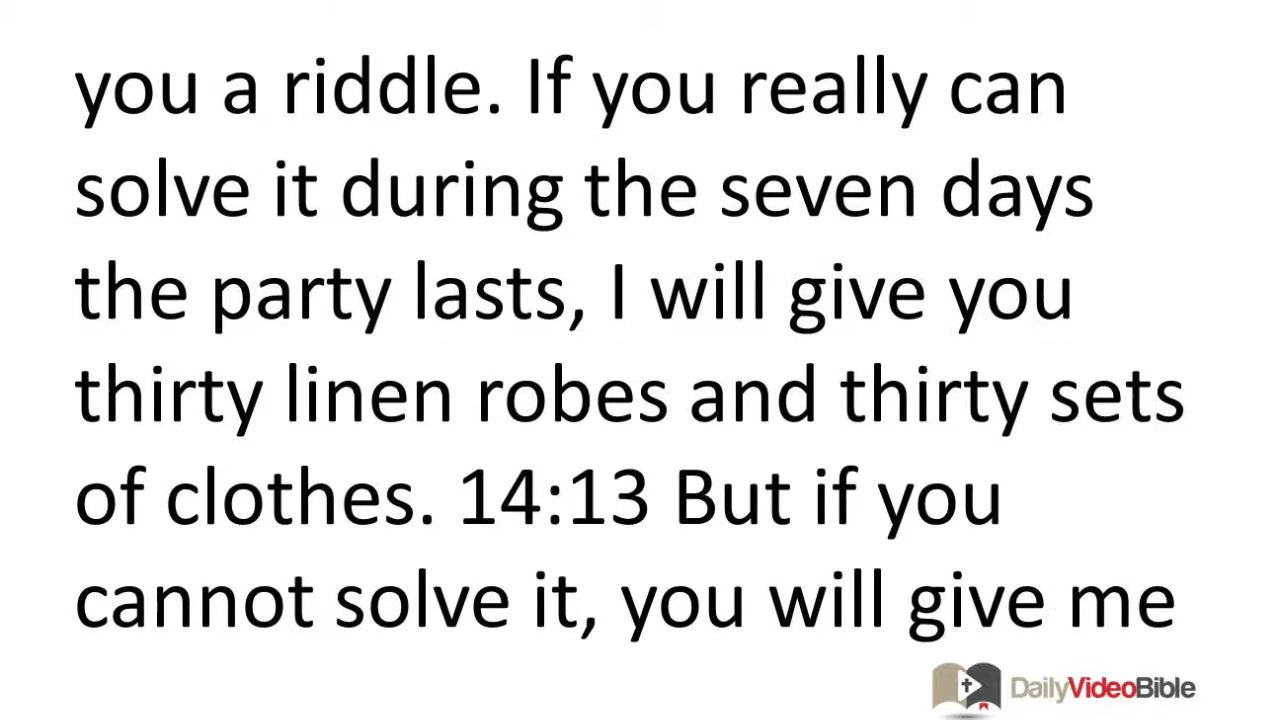 you a riddle. If you really can
solve it during the seven days
the party lasts, I will give you
thirty linen robes and thirty sets
of clothes. 14:13 But if you
cannot solve it, you will give me
DailyVideoBible